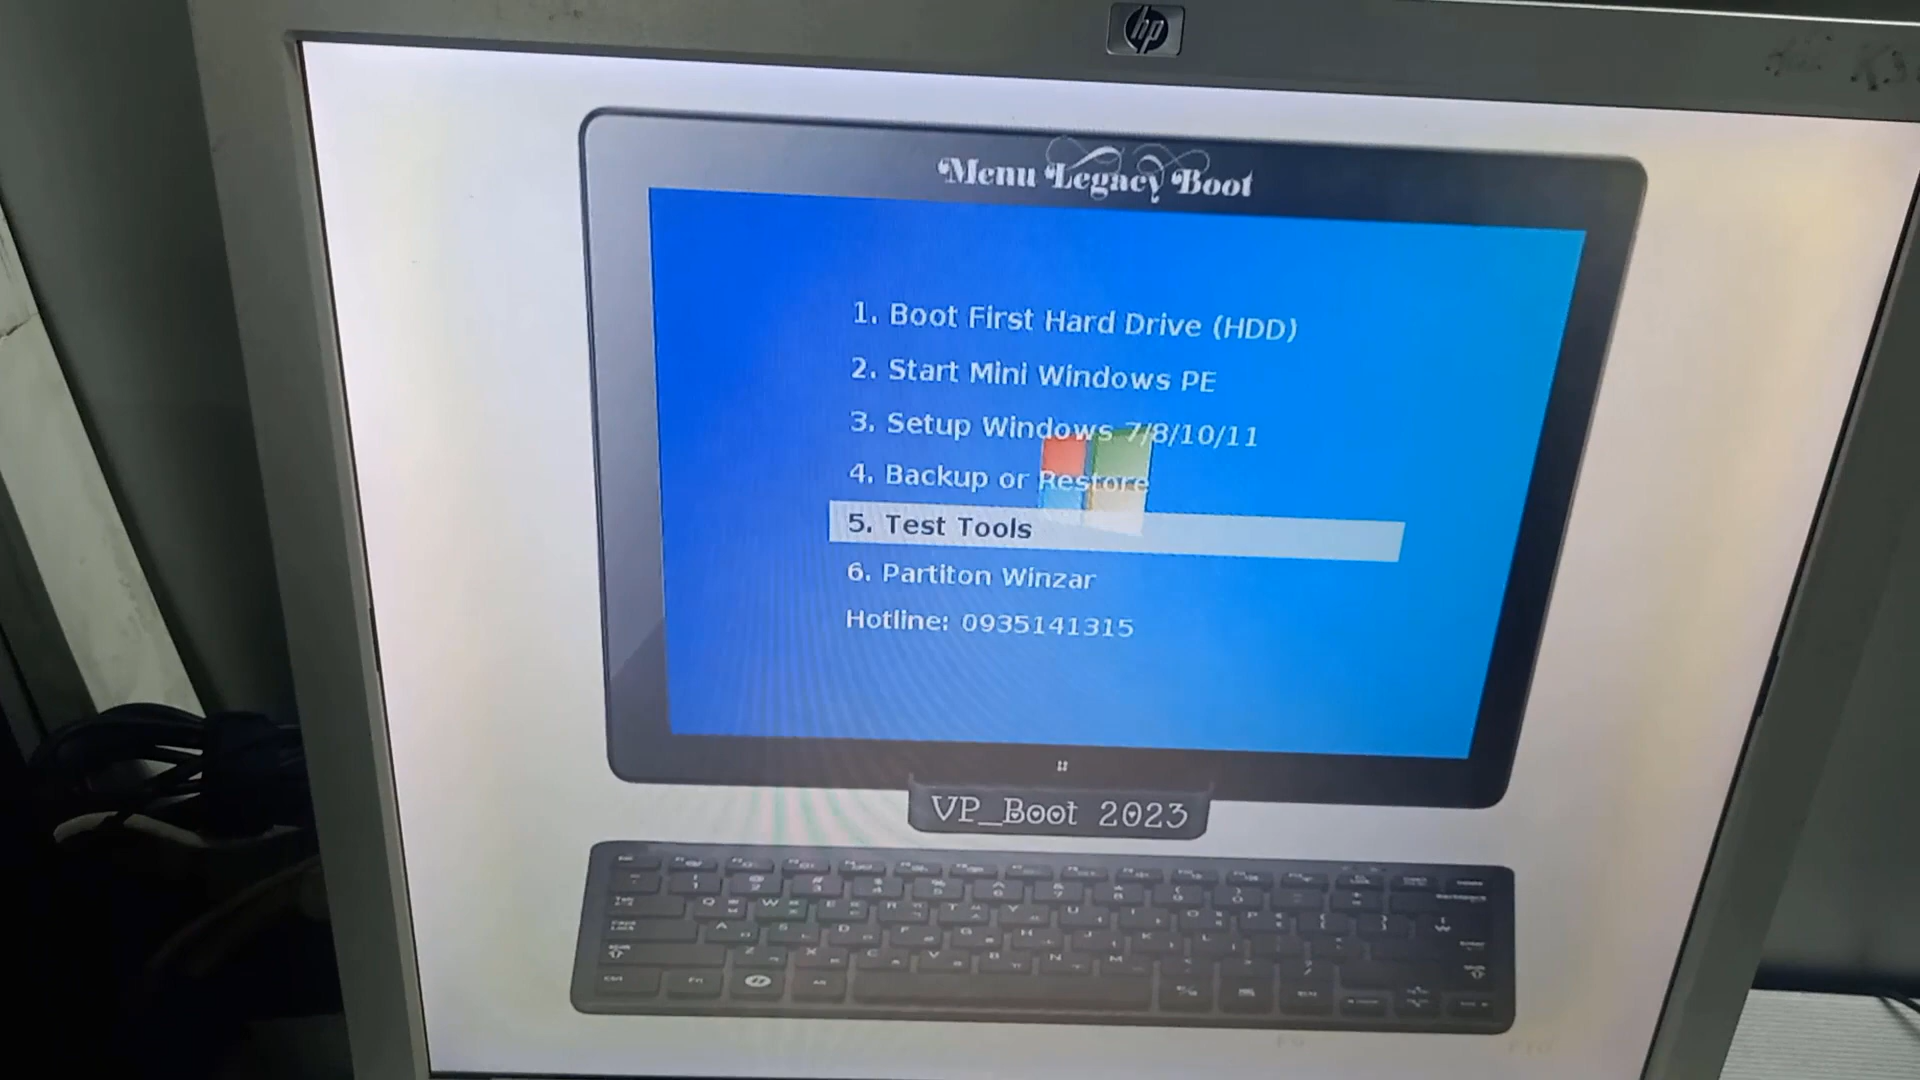 hp
Menu Legacy Boot
1. Boot First Hard Drive (HDD)
2. Start Mini Windows PE
3. Setup Windows 7/8/10/11
4. Backup or Restore
5. Test Tools
6. Partiton Winzar
Hotline: 0935141315
VP_Boot 2023
Q W E R T Y U I O P
A S D F G H J K L
Z X C V B N M